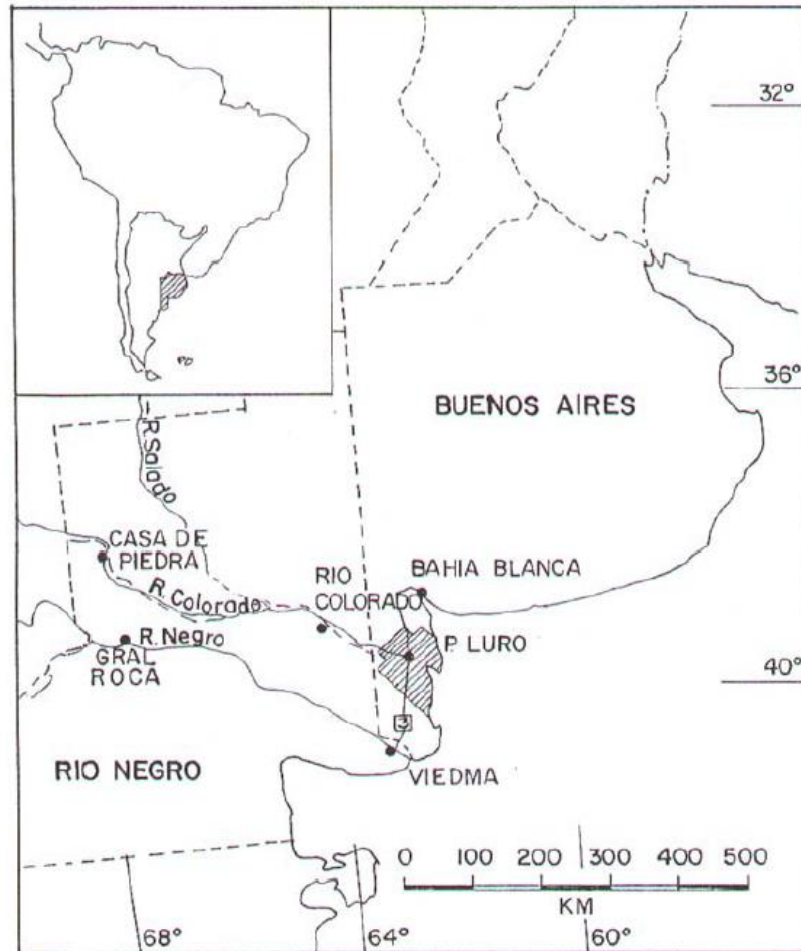 32°
36°
BUENOS AIRES
R. Salado
CASA DE
PIEDRA
R. Colorado
RIO
COLORADO
BAHIA BLANCA
R. Negro
GRAL
ROCA
P. LURO
40°
3
RIO NEGRO
VIEDMA
0 100 200 300 400 500
KM
68° 64° 60°